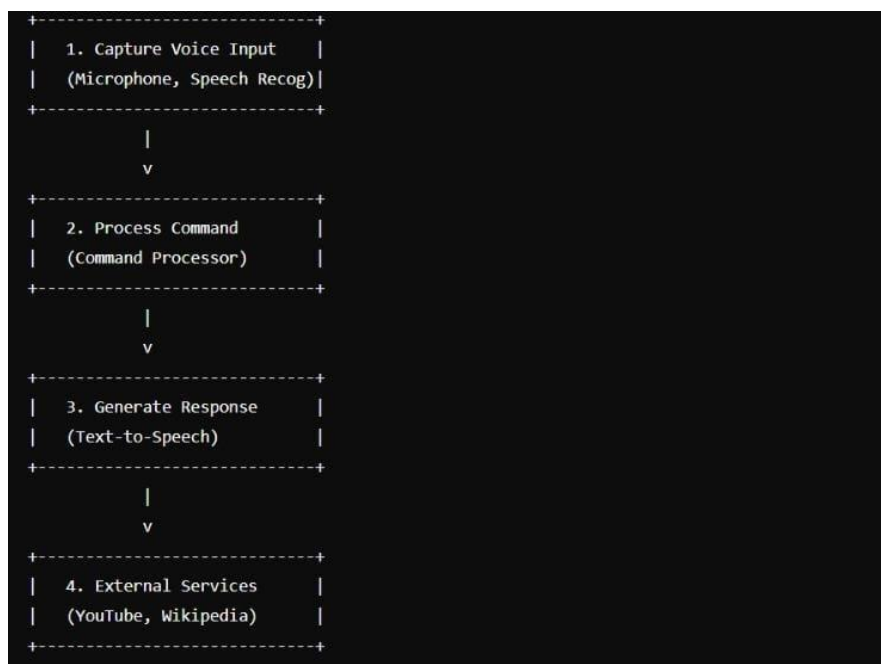 +-----------------------------+
|   1. Capture Voice Input    |
|   (Microphone, Speech Recog)|
+-----------------------------+
|
v
+-----------------------------+
|   2. Process Command        |
|   (Command Processor)       |
+-----------------------------+
|
v
+-----------------------------+
|   3. Generate Response      |
|   (Text-to-Speech)          |
+-----------------------------+
|
v
+-----------------------------+
|   4. External Services      |
|   (YouTube, Wikipedia)      |
+-----------------------------+